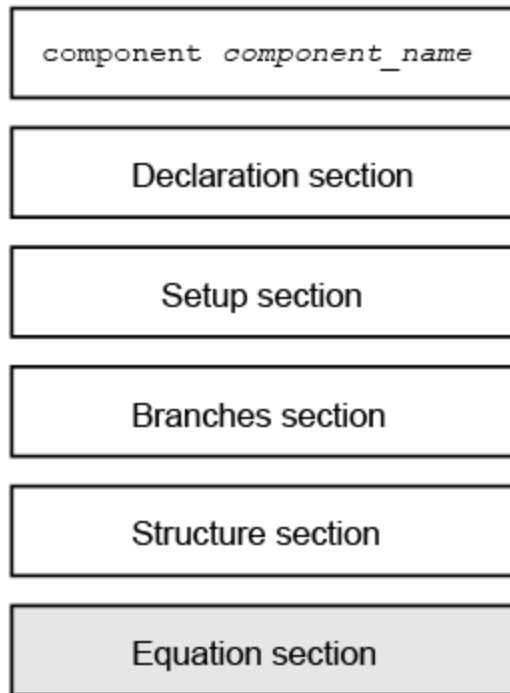 component component_name
Declaration section
Setup section
Branches section
Structure section
Equation section